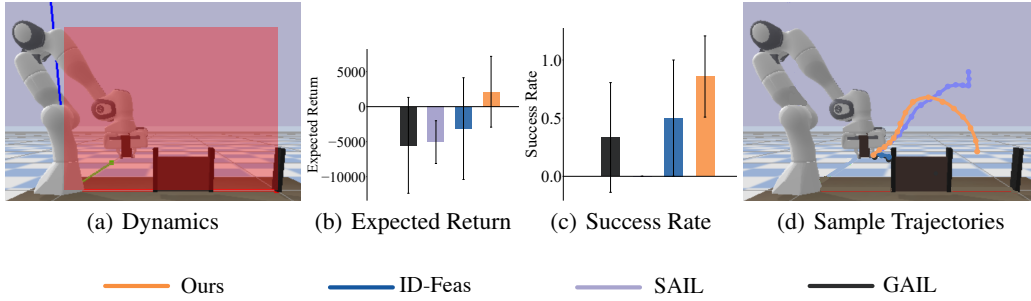 Expected Return
5000
0
−5000
−10000
Success Rate
1.0
0.5
0.0
(a) Dynamics
(b) Expected Return
(c) Success Rate
(d) Sample Trajectories
Ours
ID-Feas
SAIL
GAIL